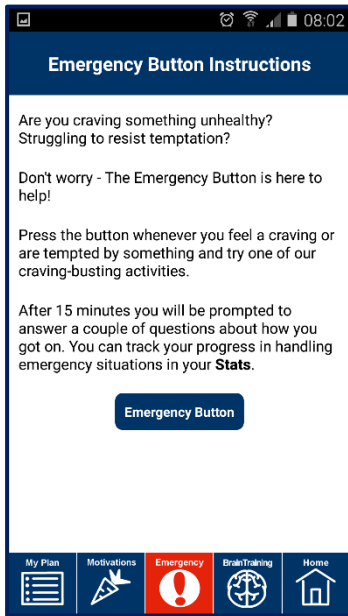 08:02
Emergency Button Instructions
Are you craving something unhealthy?
Struggling to resist temptation?
Don't worry - The Emergency Button is here to
help!
Press the button whenever you feel a craving or
are tempted by something and try one of our
craving-busting activities.
After 15 minutes you will be prompted to
answer a couple of questions about how you
got on. You can track your progress in handling
emergency situations in your Stats.
Emergency Button
My Plan Motivations Emergency BrainTraining Home